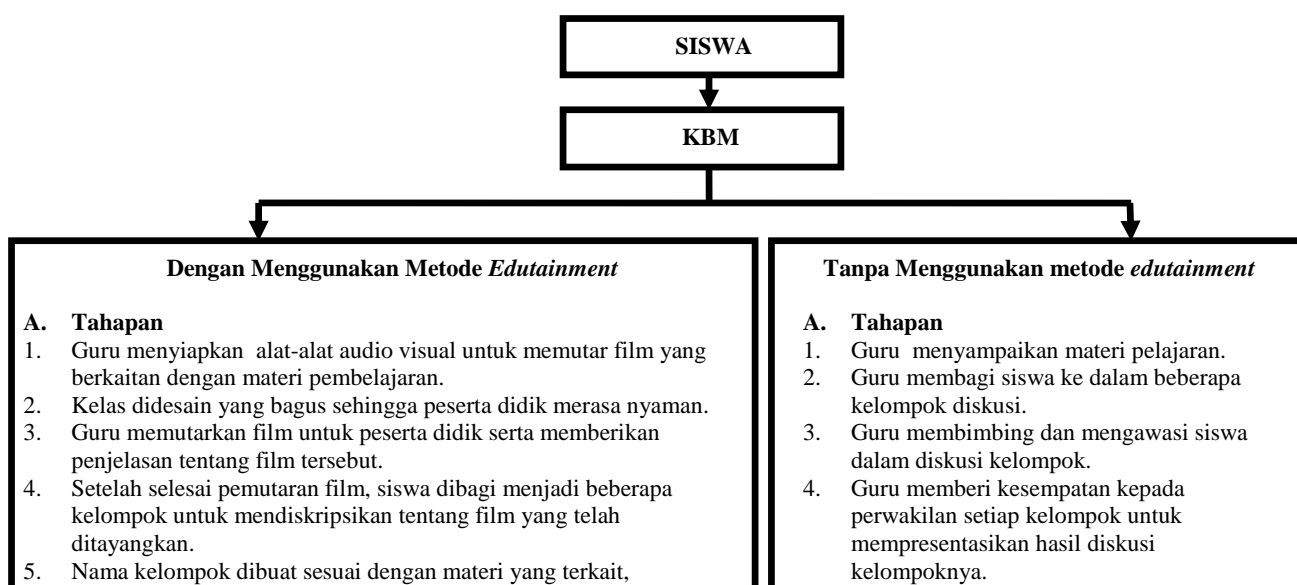 SISWA
KBM
Dengan Menggunakan Metode Edutainment
A. Tahapan
1. Guru menyiapkan alat-alat audio visual untuk memutar film yang
berkaitan dengan materi pembelajaran.
2. Kelas didesain yang bagus sehingga peserta didik merasa nyaman.
3. Guru memutarkan film untuk peserta didik serta memberikan
penjelasan tentang film tersebut.
4. Setelah selesai pemutaran film, siswa dibagi menjadi beberapa
kelompok untuk mendiskripsikan tentang film yang telah
ditayangkan.
5. Nama kelompok dibuat sesuai dengan materi yang terkait,
Tanpa Menggunakan metode edutainment
A. Tahapan
1. Guru menyampaikan materi pelajaran.
2. Guru membagi siswa ke dalam beberapa
kelompok diskusi.
3. Guru membimbing dan mengawasi siswa
dalam diskusi kelompok.
4. Guru memberi kesempatan kepada
perwakilan setiap kelompok untuk
mempresentasikan hasil diskusi
kelompoknya.